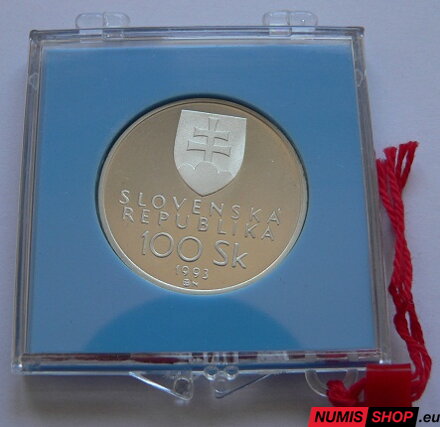 SLOVENSKÁ
REPUBLIKA
100 Sk
1993
NUMIS SHOP.eu